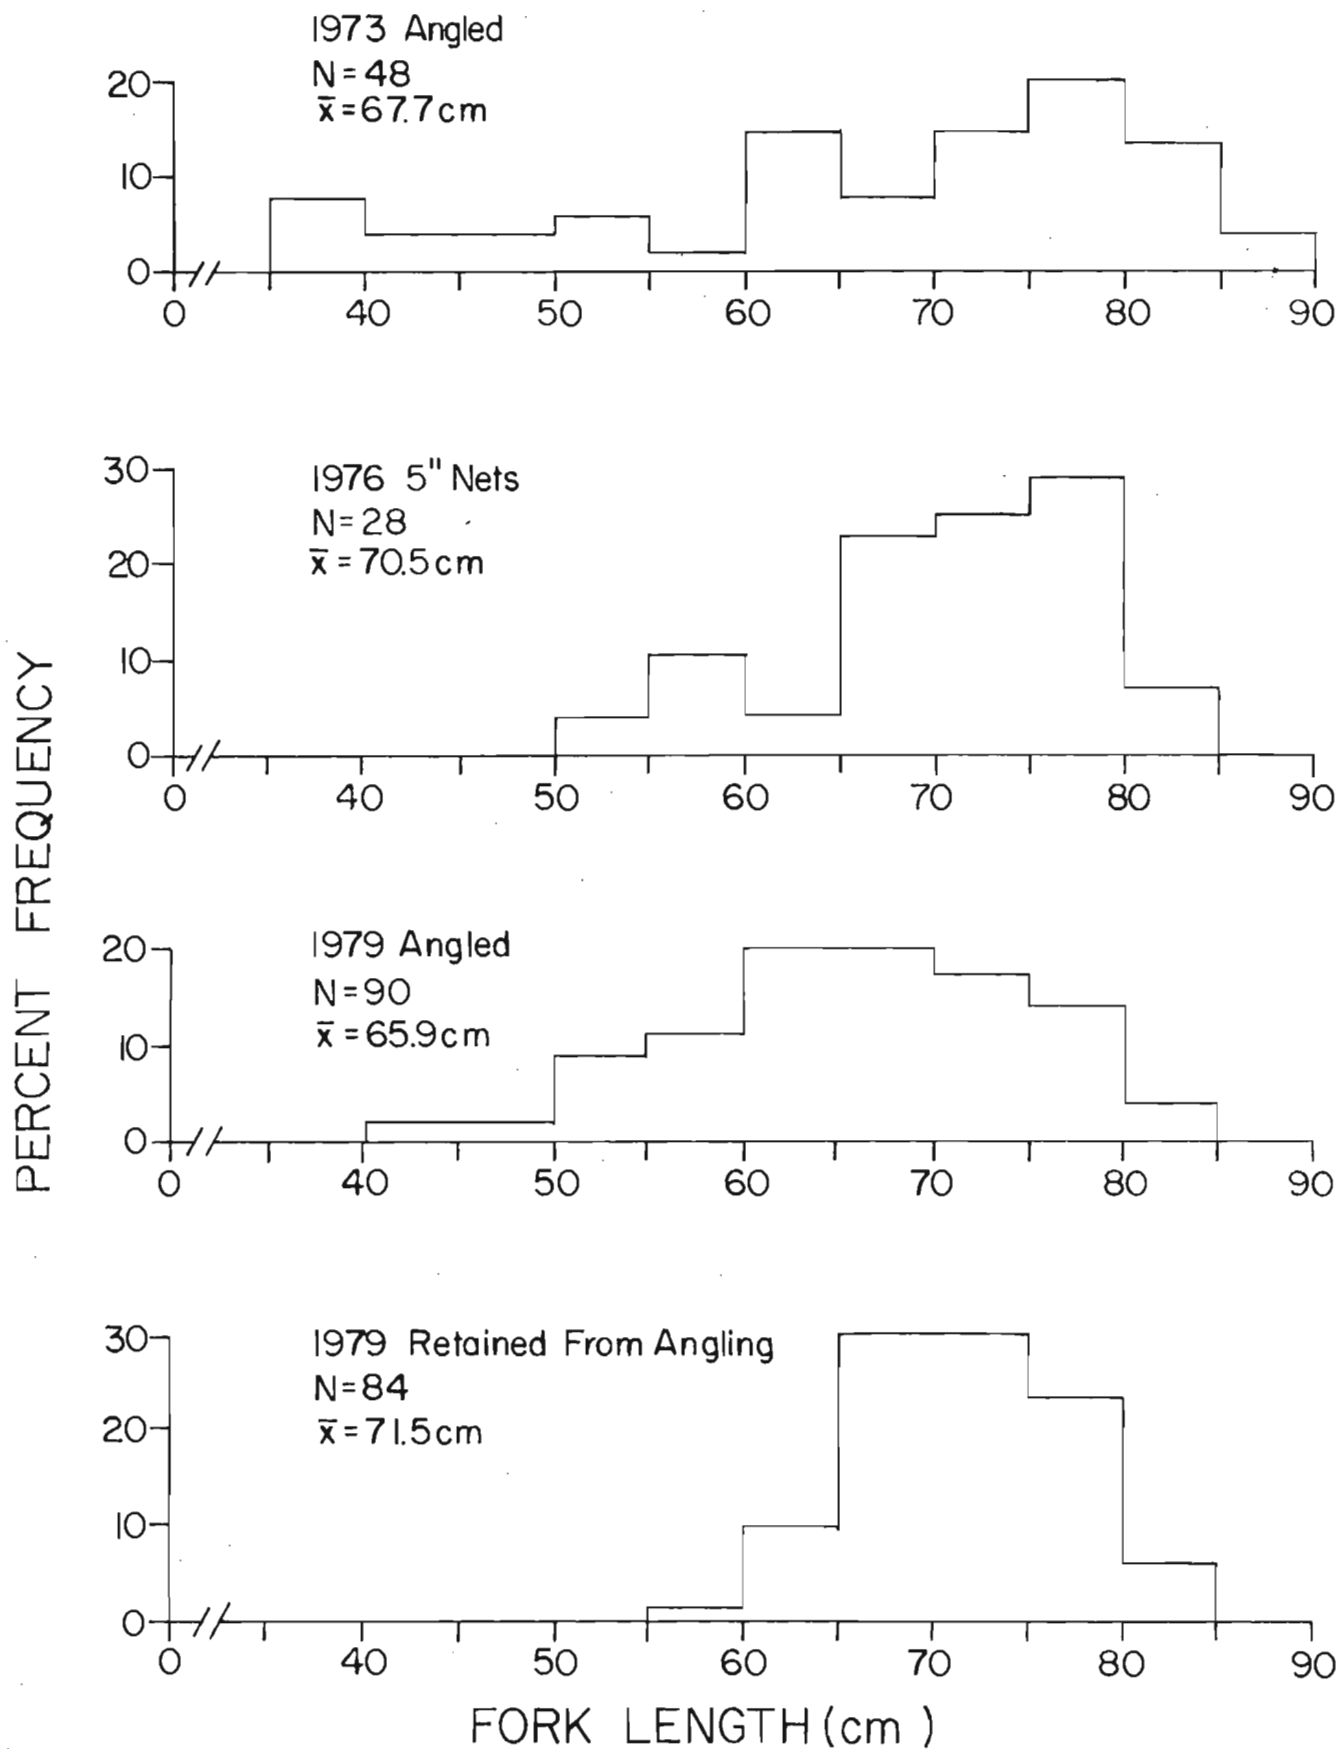 1973 Angled
N=48
x̄=67.7cm
20
10
0
0 40 50 60 70 80 90
1976 5" Nets
N=28
x̄=70.5cm
30
20
10
0
0 40 50 60 70 80 90
PERCENT FREQUENCY
1979 Angled
N=90
x̄=65.9cm
20
10
0
0 40 50 60 70 80 90
1979 Retained From Angling
N=84
x̄=71.5cm
30
20
10
0
0 40 50 60 70 80 90
FORK LENGTH (cm)